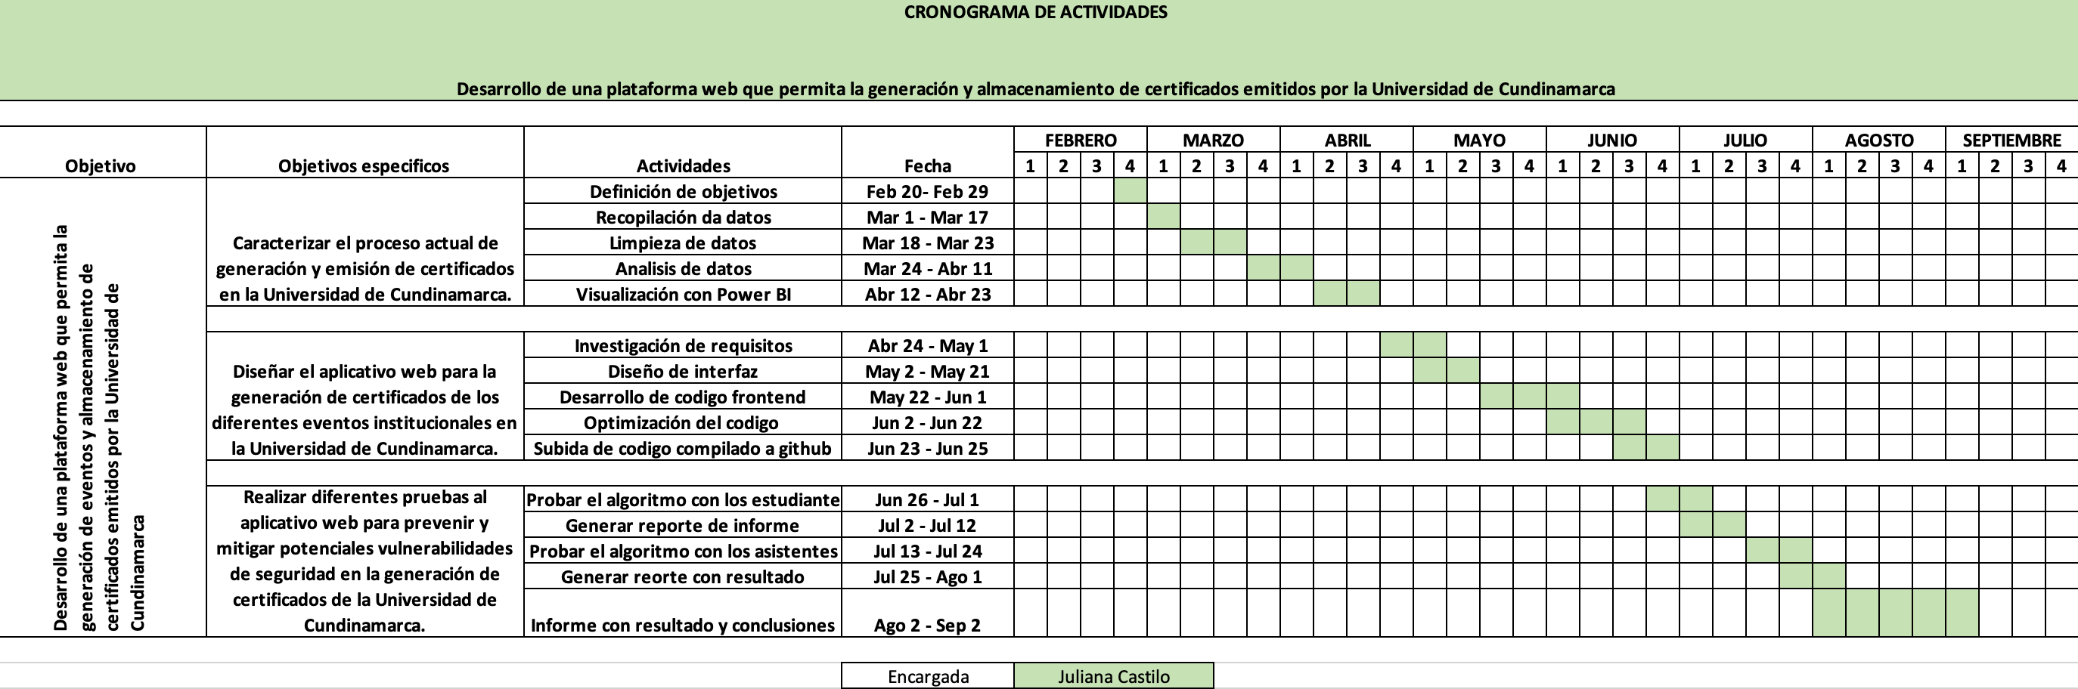 CRONOGRAMA DE ACTIVIDADES
Desarrollo de una plataforma web que permita la generación y almacenamiento de certificados emitidos por la Universidad de Cundinamarca
Objetivo Objetivos especificos Actividades Fecha FEBRERO MARZO ABRIL MAYO JUNIO JULIO AGOSTO SEPTIEMBRE
1 2 3 4 1 2 3 4 1 2 3 4 1 2 3 4 1 2 3 4 1 2 3 4 1 2 3 4 1 2 3 4
Desarrollo de una plataforma web que permita la
generación de eventos y almacenamiento de
certificados emitidos por la Universidad de
Cundinamarca
Caracterizar el proceso actual de
generación y emisión de certificados
en la Universidad de Cundinamarca.
Definición de objetivos Feb 20- Feb 29
Recopilación da datos Mar 1 - Mar 17
Limpieza de datos Mar 18 - Mar 23
Analisis de datos Mar 24 - Abr 11
Visualización con Power BI Abr 12 - Abr 23
Diseñar el aplicativo web para la
generación de certificados de los
diferentes eventos institucionales en
la Universidad de Cundinamarca.
Investigación de requisitos Abr 24 - May 1
Diseño de interfaz May 2 - May 21
Desarrollo de codigo frontend May 22 - Jun 1
Optimización del codigo Jun 2 - Jun 22
Subida de codigo compilado a github Jun 23 - Jun 25
Realizar diferentes pruebas al
aplicativo web para prevenir y
mitigar potenciales vulnerabilidades
de seguridad en la generación de
certificados de la Universidad de
Cundinamarca.
Probar el algoritmo con los estudiante Jun 26 - Jul 1
Generar reporte de informe Jul 2 - Jul 12
Probar el algoritmo con los asistentes Jul 13 - Jul 24
Generar reorte con resultado Jul 25 - Ago 1
Informe con resultado y conclusiones Ago 2 - Sep 2
Encargada Juliana Castilo